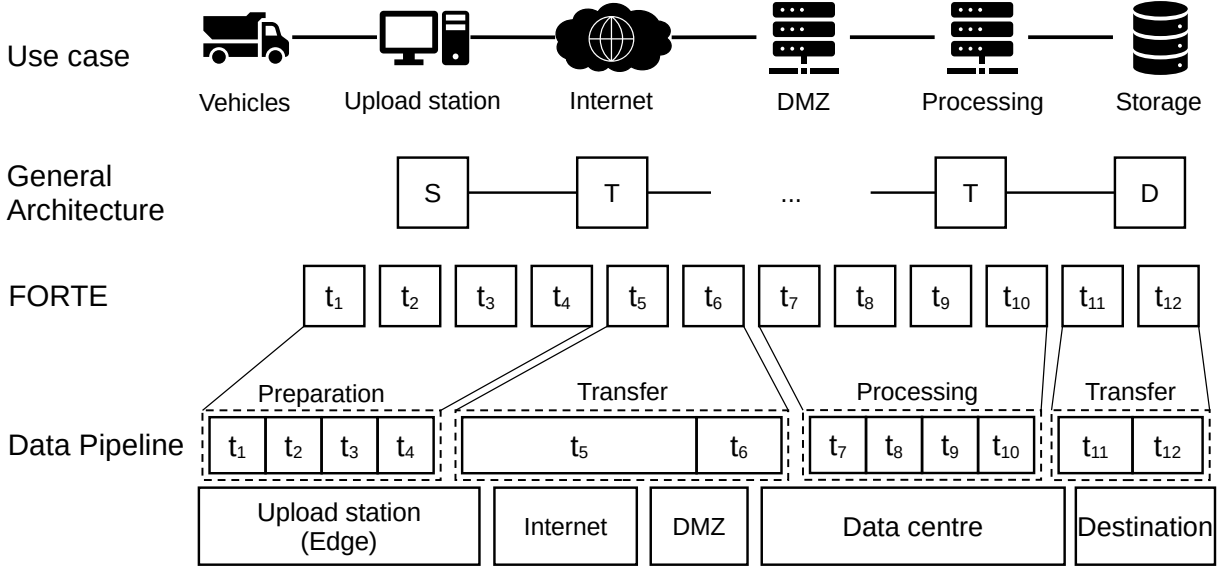 Use case
Vehicles
Upload station
Internet
DMZ
Processing
Storage
General
Architecture
S
T
...
T
D
FORTE
t1 t2 t3 t4 t5 t6 t7 t8 t9 t10 t11 t12
Preparation
Transfer
Processing
Transfer
Data Pipeline
t1 t2 t3 t4 t5 t6 t7 t8 t9 t10 t11 t12
Upload station
(Edge)
Internet
DMZ
Data centre
Destination